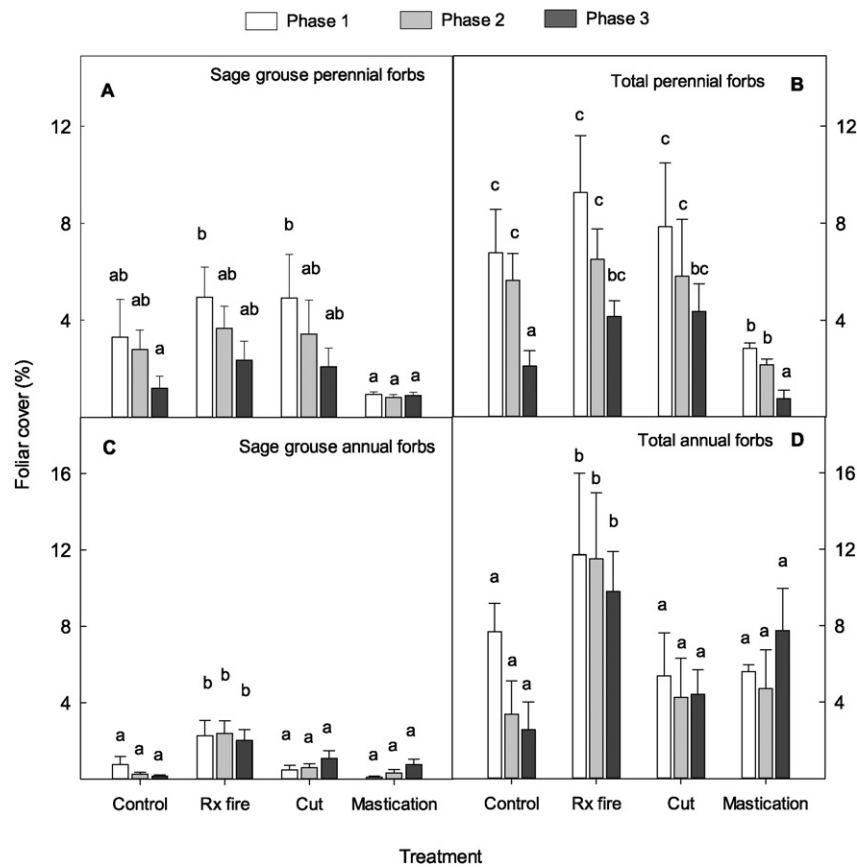 Phase 1 Phase 2 Phase 3
A Sage grouse perennial forbs
Total perennial forbs B
12 12
8 8
4 4
ab ab a
b ab ab
b ab ab
a a a
c c a
c c bc
c c bc
b b a
Foliar cover (%)
C Sage grouse annual forbs
Total annual forbs D
16 16
12 12
8 8
4 4
a a a
b b b
a a a
a a a
a a a
b b b
a a a
a a a
Control Rx fire Cut Mastication
Control Rx fire Cut Mastication
Treatment